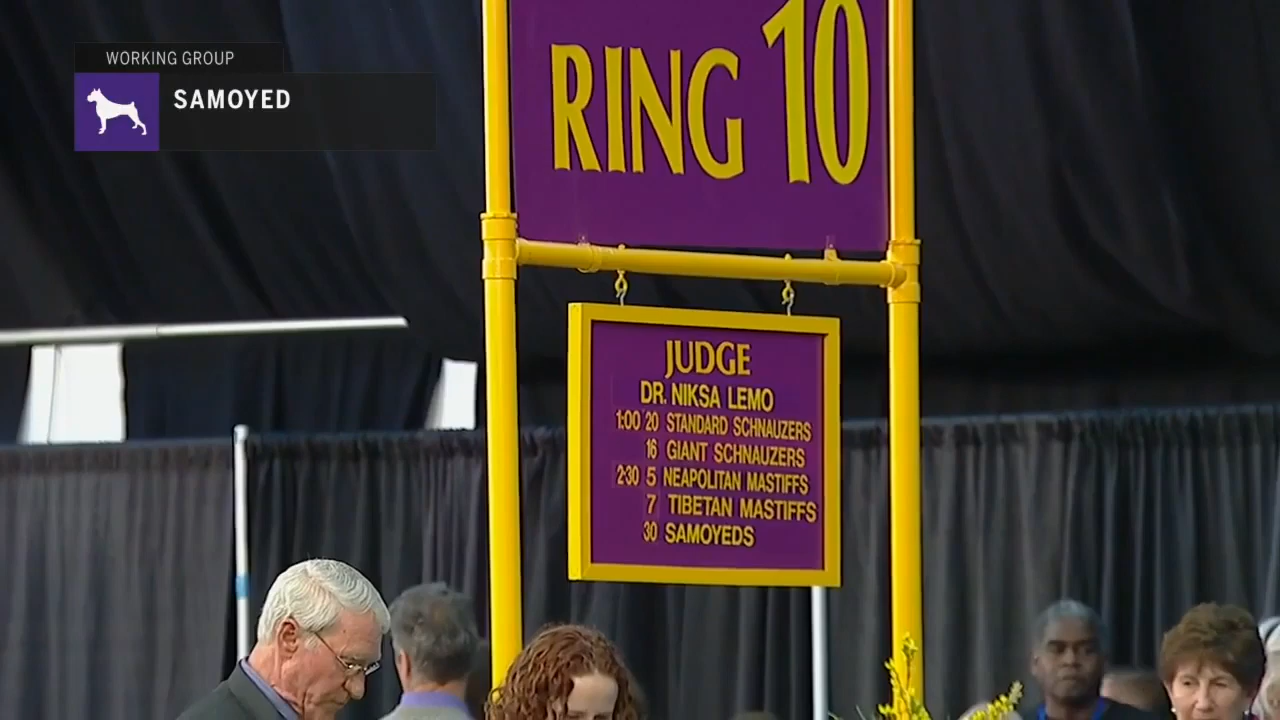 WORKING GROUP
SAMOYED
RING 10
JUDGE
DR. NIKSA LEMO
1:00 20 STANDARD SCHNAUZERS
16 GIANT SCHNAUZERS
2:30 5 NEAPOLITAN MASTIFFS
7 TIBETAN MASTIFFS
30 SAMOYEDS